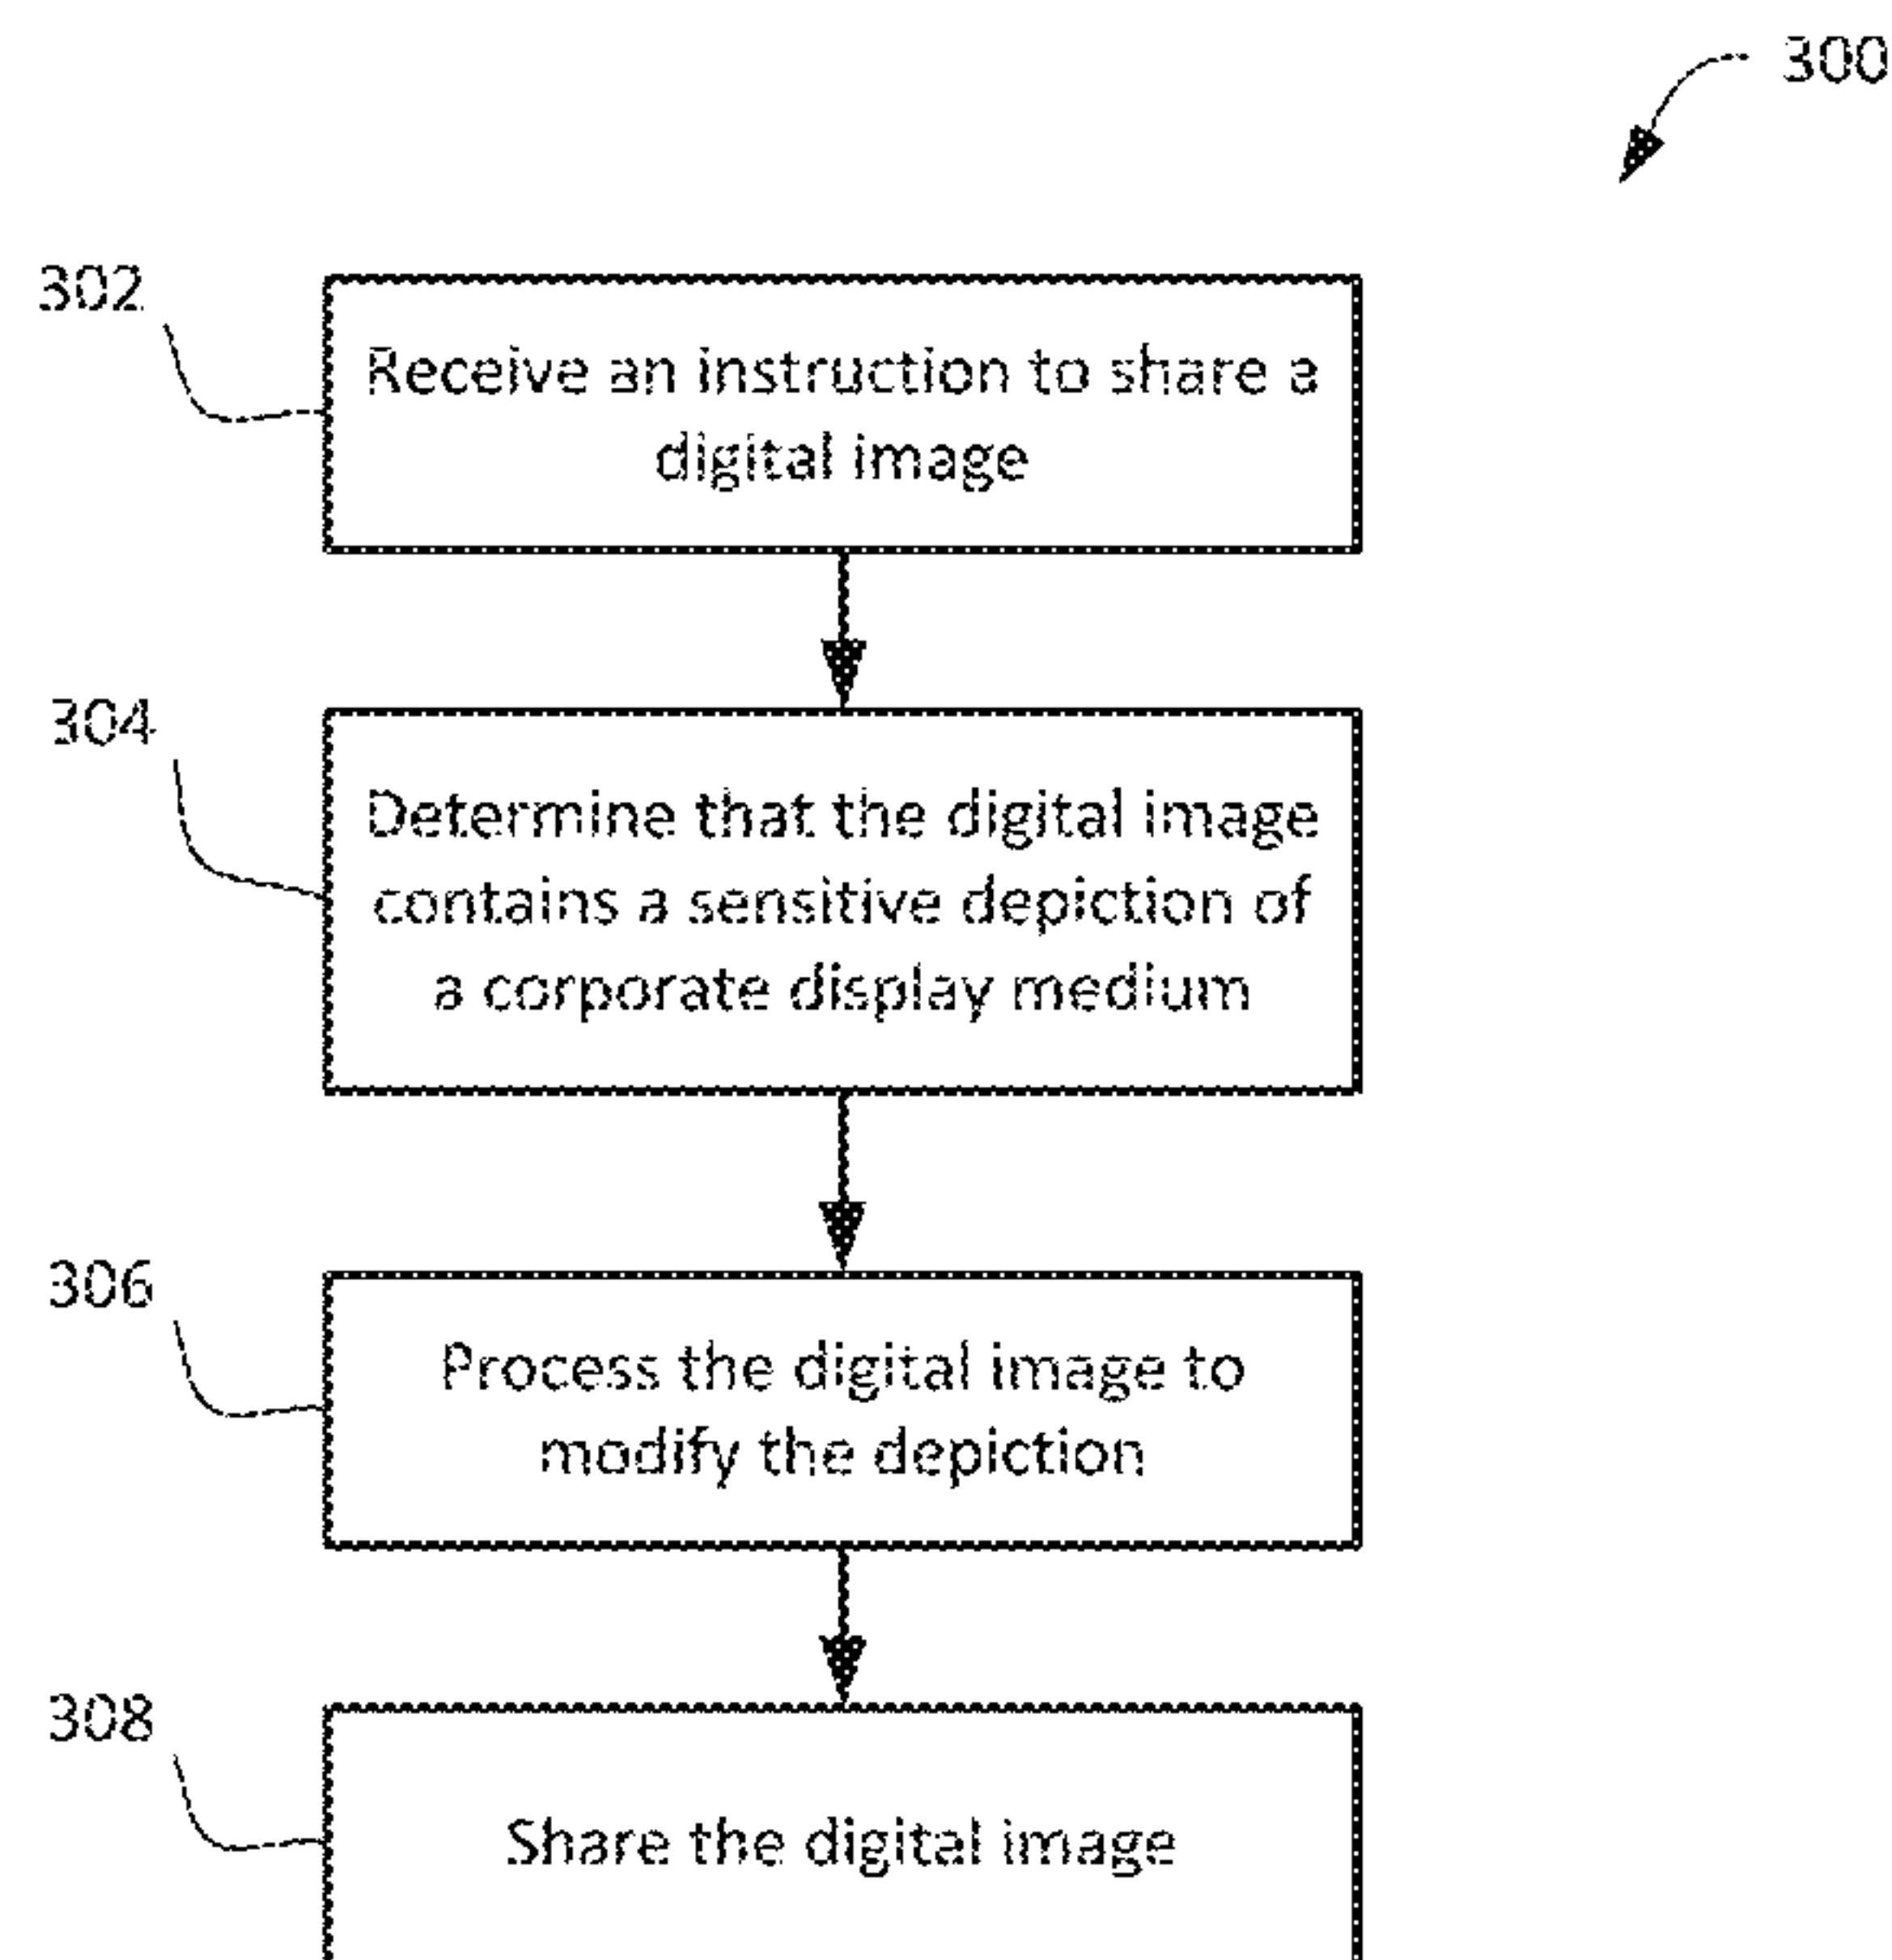 300
302
Receive an instruction to share a
digital image
304
Determine that the digital image
contains a sensitive depiction of
a corporate display medium
306
Process the digital image to
modify the depiction
308
Share the digital image